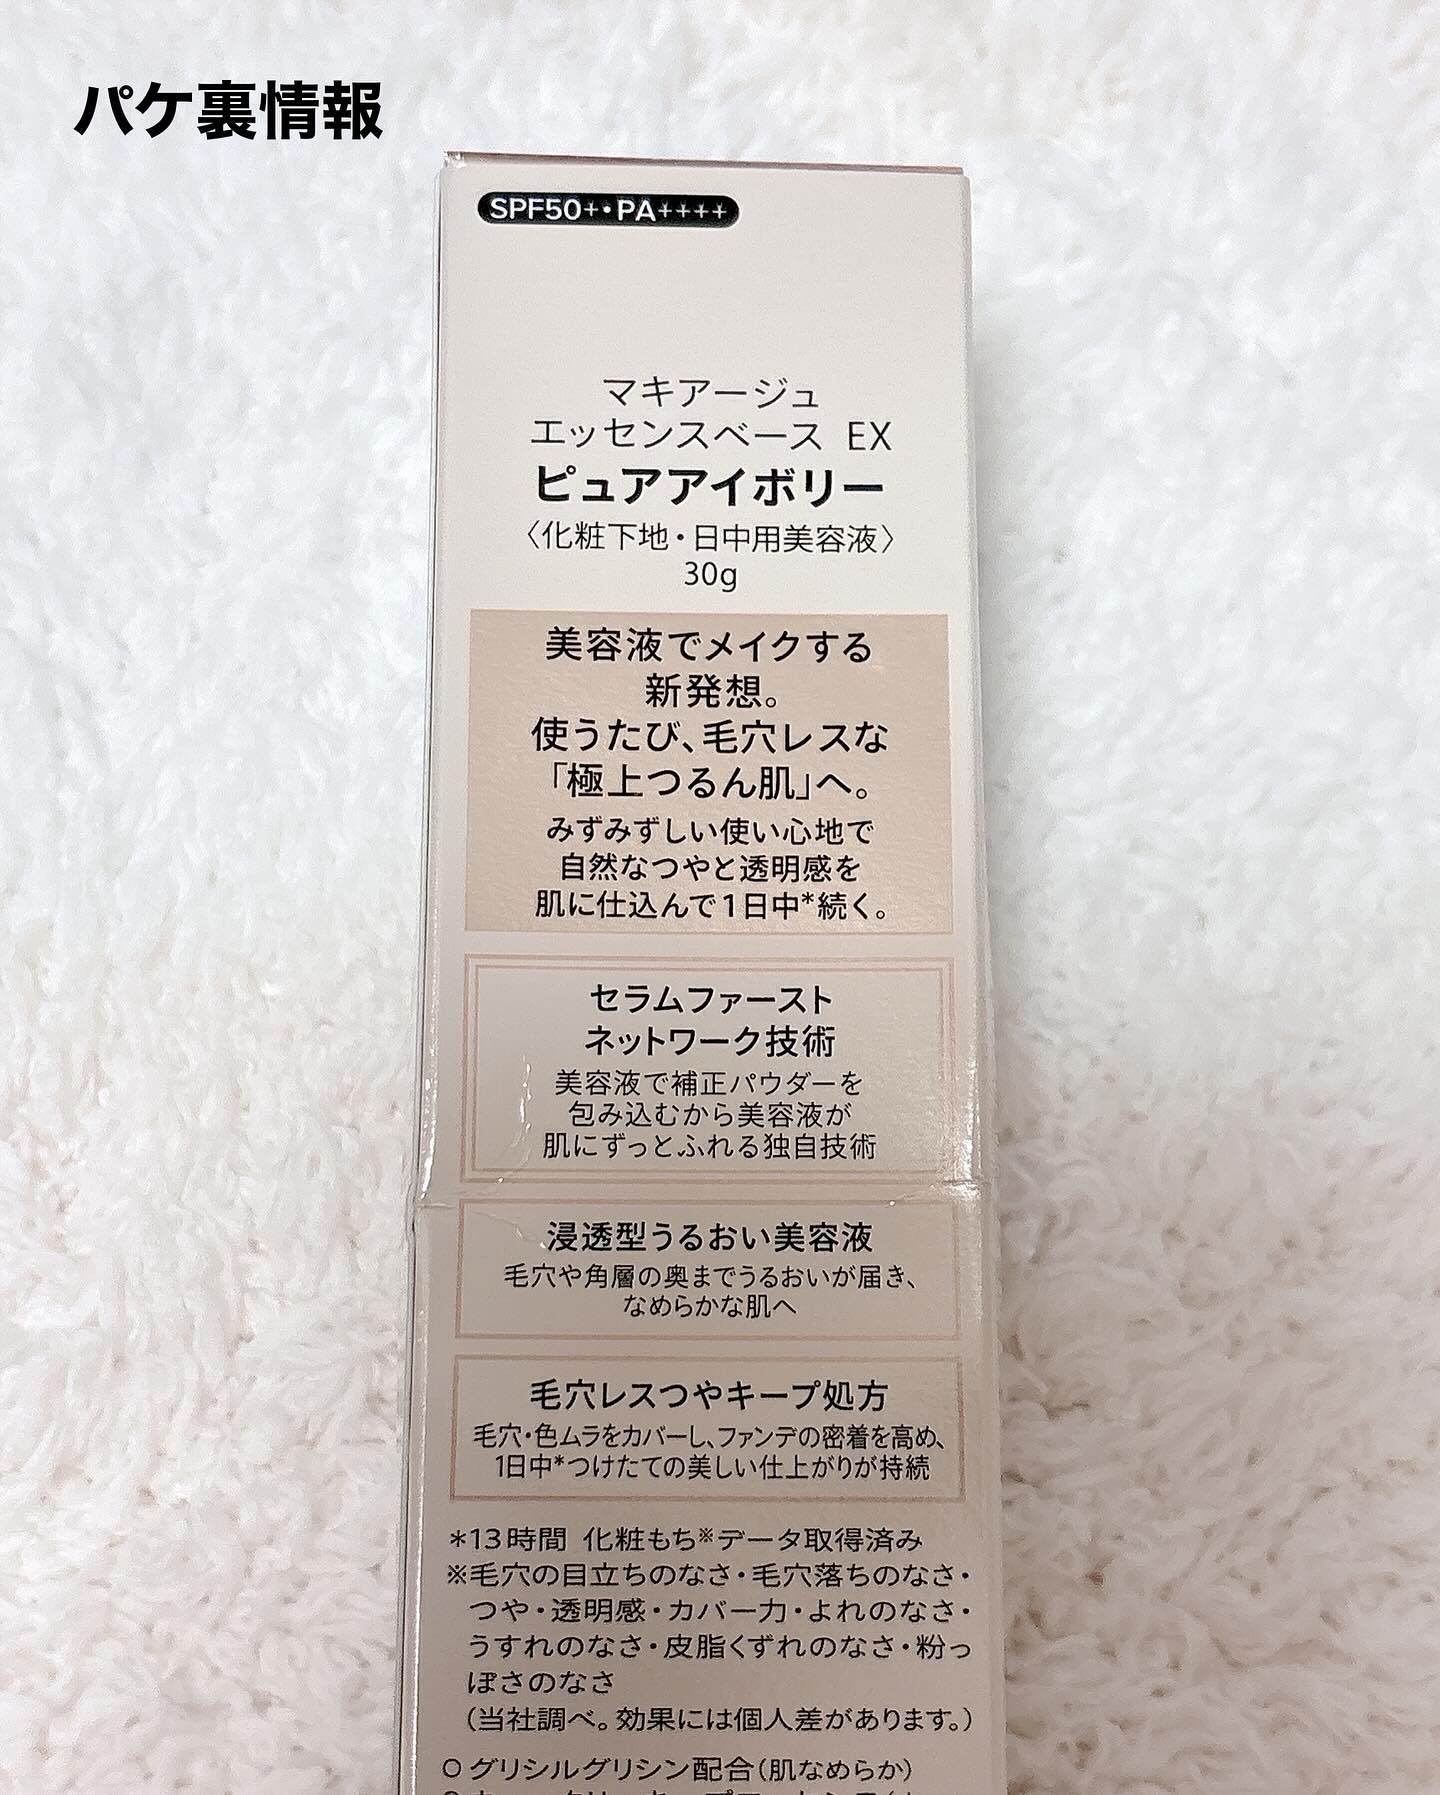 パケ裏情報
SPF50+・PA++++
マキアージュ
エッセンスベース EX
ピュアアイボリー
〈化粧下地・日中用美容液〉
30g
美容液でメイクする
新発想。
使うたび、毛穴レスな
「極上つるん肌」へ。
みずみずしい使い心地で
自然なつやと透明感を
肌に仕込んで1日中*続く。
セラムファースト
ネットワーク技術
美容液で補正パウダーを
包み込むから美容液が
肌にずっとふれる独自技術
浸透型うるおい美容液
毛穴や角層の奥までうるおいが届き、
なめらかな肌へ
毛穴レスつやキープ処方
毛穴・色ムラをカバーし、ファンデの密着を高め、
1日中*つけたての美しい仕上がりが持続
*13時間 化粧もち※データ取得済み
※毛穴の目立ちのなさ・毛穴落ちのなさ・
つや・透明感・カバー力・よれのなさ・
うすれのなさ・皮脂くずれのなさ・粉っ
ぽさのなさ
(当社調べ。効果には個人差があります。)
○グリシルグリシン配合(肌なめらか)